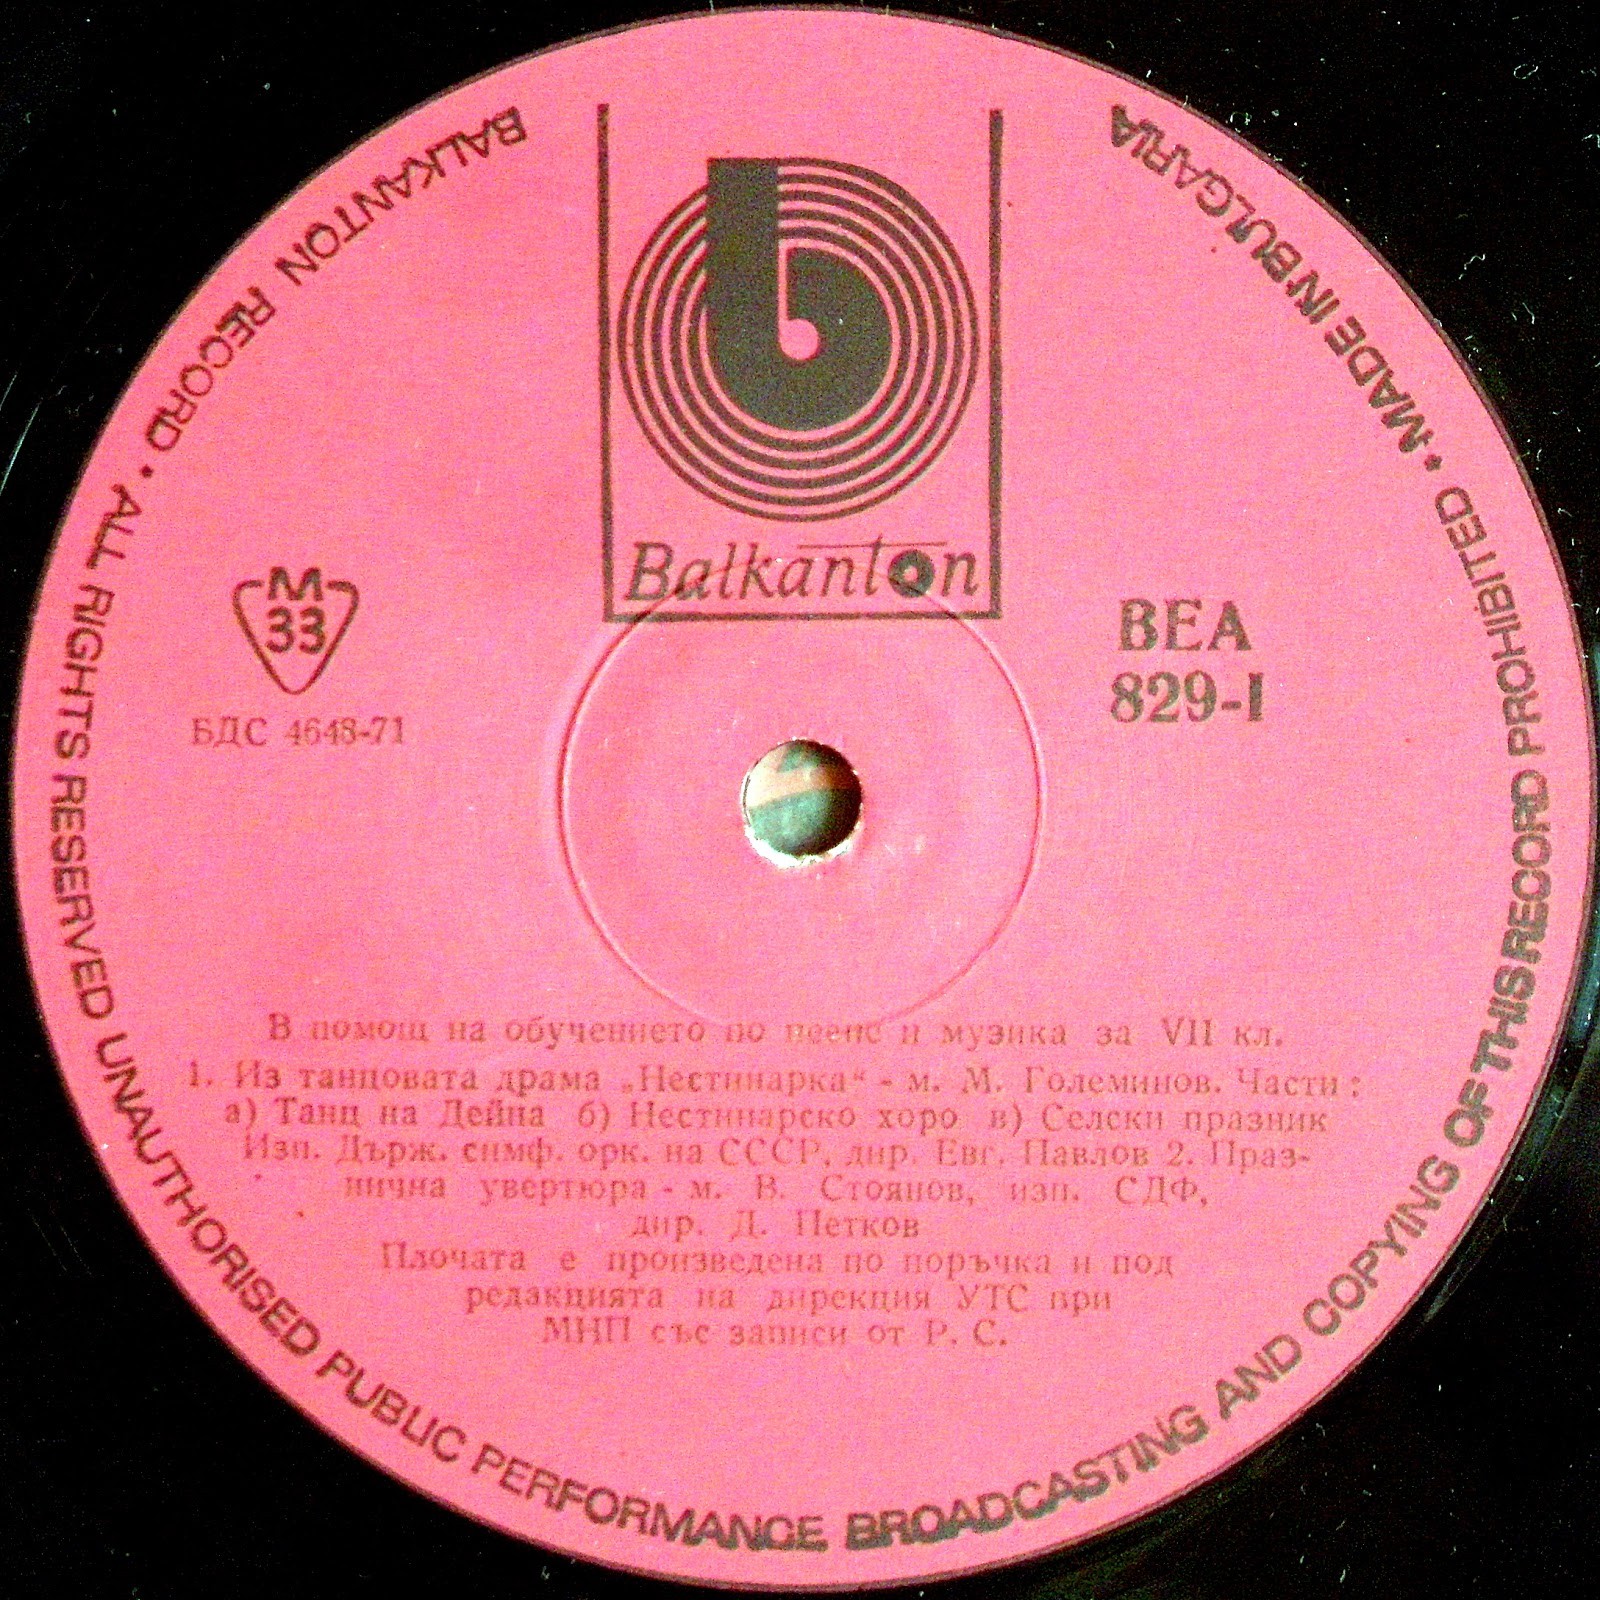 BALKANTON RECORD · ALL RIGHTS RESERVED UNAUTHORISED PUBLIC PERFORMANCE BROADCASTING AND COPYING OF THIS RECORD PROHIBITED · MADE IN BULGARIA
Balkanton
М
33
БДС 4648-71
ВЕА
829-I
В помощ на обучението по пеене и музика за VII кл.
1. Из танцовата драма „Нестинарка“ - м. М. Големинов. Части :
а) Танц на Дейна б) Нестинарско хоро в) Селски празник
Изп. Държ. симф. орк. на СССР, дир. Евг. Павлов 2. Праз-
нична увертюра - м. В. Стоянов, изп. СДФ,
дир. Д. Петков
Плочата е произведена по поръчка и под
редакцията на дирекция УТС при
МНП със записи от Р. С.